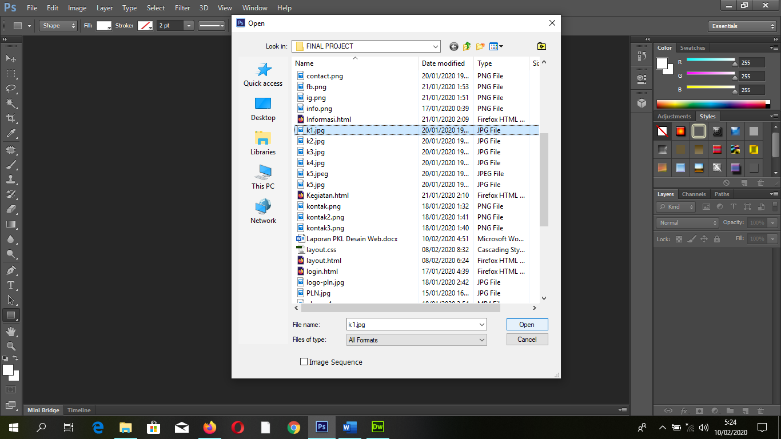 Ps File Edit Image Layer Type Select Filter 3D View Window Help
Shape Fill: Stroke 2 pt Essentials
Ps Open
Look in: FINAL PROJECT
Name Date modified Type
contact.png 20/01/2020 19... PNG File
fb.png 21/01/2020 1:53 PNG File
ig.png 21/01/2020 1:51 PNG File
info.png 17/01/2020 0:39 PNG File
Informasi.html 21/01/2020 2:09 Firefox HTML ...
k1.jpg 20/01/2020 19... JPG File
k2.jpg 20/01/2020 19... JPG File
k3.jpg 20/01/2020 19... JPG File
k4.jpg 20/01/2020 19... JPG File
k5.jpeg 20/01/2020 19... JPEG File
k5.jpg 20/01/2020 19... JPG File
Kegiatan.html 21/01/2020 2:10 Firefox HTML ...
kontak.png 18/01/2020 1:32 PNG File
kontak2.png 18/01/2020 1:41 PNG File
kontak3.png 18/01/2020 1:40 PNG File
Laporan PKL Desain Web.docx 10/02/2020 4:51 Microsoft Wo...
layout.css 08/02/2020 8:32 Cascading Sty...
layout.html 08/02/2020 6:24 Firefox HTML ...
login.html 17/01/2020 4:39 Firefox HTML ...
logo-pln.jpg 18/01/2020 2:42 JPG File
PLN.jpg 15/01/2020 16... JPG File
Quick access
Desktop
Libraries
This PC
Network
File name: k1.jpg Open
Files of type: All Formats Cancel
Image Sequence
Color Swatches
R 255
G 255
B 255
Adjustments Styles
Layers Channels Paths
Kind
Normal Opacity: 100%
Lock: Fill: 100%
Mini Bridge Timeline
5:24
10/02/2020